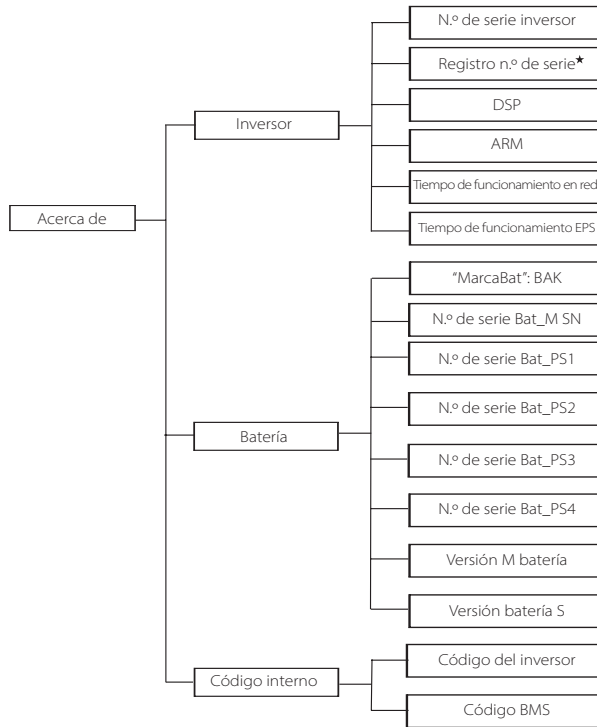 Acerca de
Inversor
N.º de serie inversor
Registro n.º de serie★
DSP
ARM
Tiempo de funcionamiento en red
Tiempo de funcionamiento EPS
Batería
“MarcaBat”: BAK
N.º de serie Bat_M SN
N.º de serie Bat_PS1
N.º de serie Bat_PS2
N.º de serie Bat_PS3
N.º de serie Bat_PS4
Versión M batería
Versión batería S
Código interno
Código del inversor
Código BMS